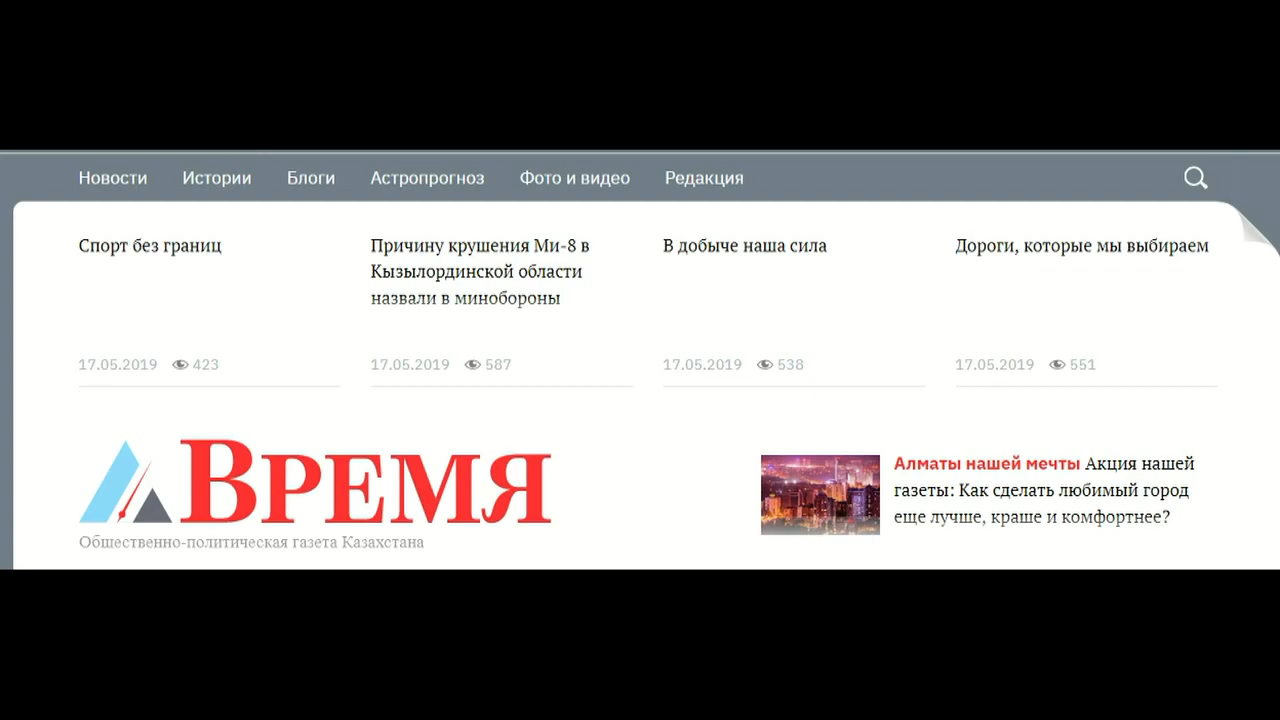 Новости Истории Блоги Астропрогноз Фото и видео Редакция
Спорт без границ
17.05.2019 423
Причину крушения Ми-8 в
Кызылординской области
назвали в минобороны
17.05.2019 587
В добыче наша сила
17.05.2019 538
Дороги, которые мы выбираем
17.05.2019 551
Время
Общественно-политическая газета Казахстана
Алматы нашей мечты Акция нашей
газеты: Как сделать любимый город
еще лучше, краше и комфортнее?